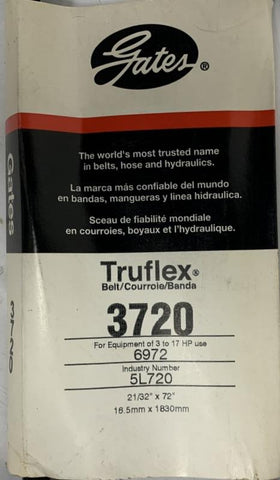 Gates®
The world's most trusted name
in belts, hose and hydraulics.
La marca más confiable del mundo
en bandas, mangueras y linea hidraulica.
Sceau de fiabilité mondiale
en courroies, boyaux et l'hydraulique.
Truflex®
Belt/Courroie/Banda
3720
For Equipment of 3 to 17 HP use
6972
Industry Number
5L720
21/32" x 72"
16.5mm x 1830mm
Gates